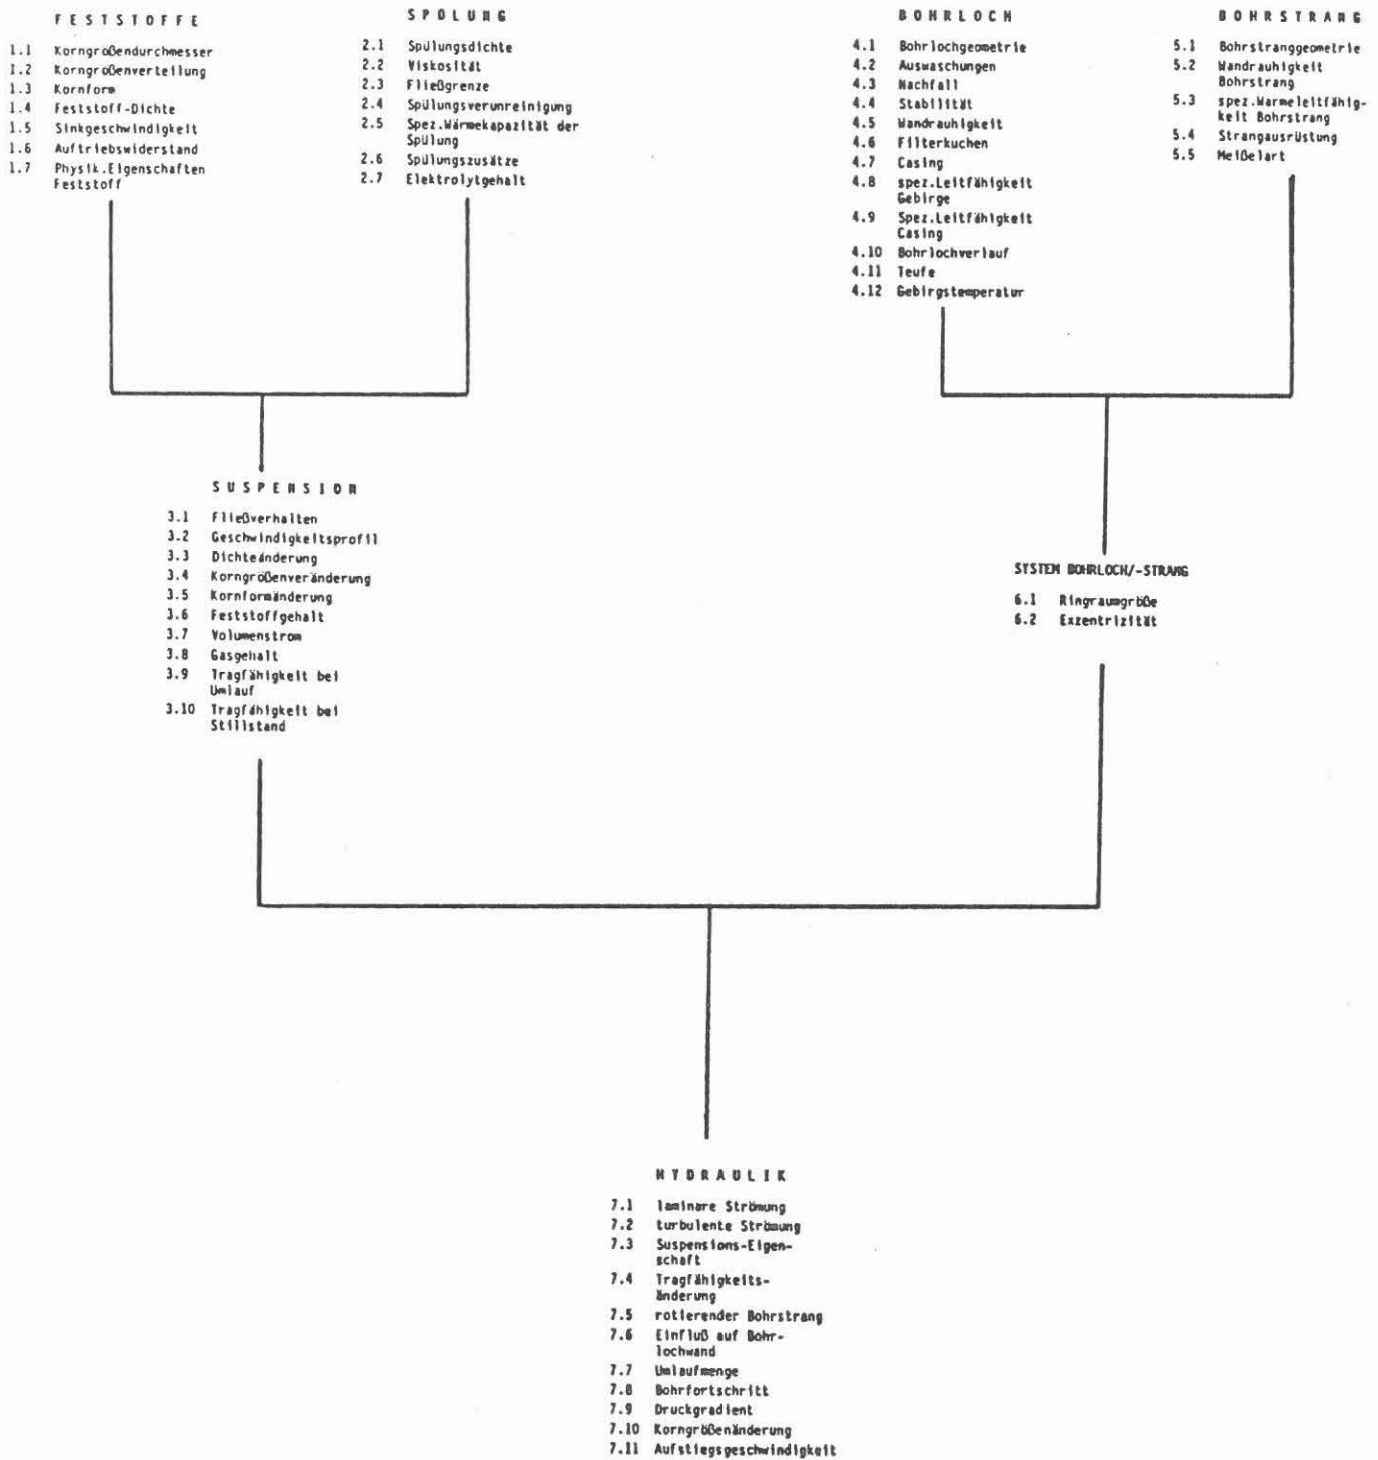 FESTSTOFFE
1.1 Korngrößendurchmesser
1.2 Korngrößenverteilung
1.3 Kornform
1.4 Feststoff-Dichte
1.5 Sinkgeschwindigkeit
1.6 Auftriebswiderstand
1.7 Physik.Eigenschaften
Feststoff
SPÜLUNG
2.1 Spülungsdichte
2.2 Viskosität
2.3 Fließgrenze
2.4 Spülungsverunreinigung
2.5 Spez.Wärmekapazität der
Spülung
2.6 Spülungszusätze
2.7 Elektrolytgehalt
BOHRLOCH
4.1 Bohrlochgeometrie
4.2 Auswaschungen
4.3 Nachfall
4.4 Stabilität
4.5 Wandrauhigkeit
4.6 Filterkuchen
4.7 Casing
4.8 spez.Leitfähigkeit
Gebirge
4.9 Spez.Leitfähigkeit
Casing
4.10 Bohrlochverlauf
4.11 Teufe
4.12 Gebirgstemperatur
BOHRSTRANG
5.1 Bohrstranggeometrie
5.2 Wandrauhigkeit
Bohrstrang
5.3 spez.Wärmeleitfähig-
keit Bohrstrang
5.4 Strangausrüstung
5.5 Meißelart
SUSPENSION
3.1 Fließverhalten
3.2 Geschwindigkeitsprofil
3.3 Dichteänderung
3.4 Korngrößenveränderung
3.5 Kornformänderung
3.6 Feststoffgehalt
3.7 Volumenstrom
3.8 Gasgehalt
3.9 Tragfähigkeit bei
Umlauf
3.10 Tragfähigkeit bei
Stillstand
SYSTEM BOHRLOCH/-STRANG
6.1 Ringraumgröße
6.2 Exzentrizität
HYDRAULIK
7.1 laminare Strömung
7.2 turbulente Strömung
7.3 Suspensions-Eigen-
schaft
7.4 Tragfähigkeits-
änderung
7.5 rotierender Bohrstrang
7.6 Einfluß auf Bohr-
lochwand
7.7 Umlaufmenge
7.8 Bohrfortschritt
7.9 Druckgradient
7.10 Korngrößenänderung
7.11 Aufstiegsgeschwindigkeit